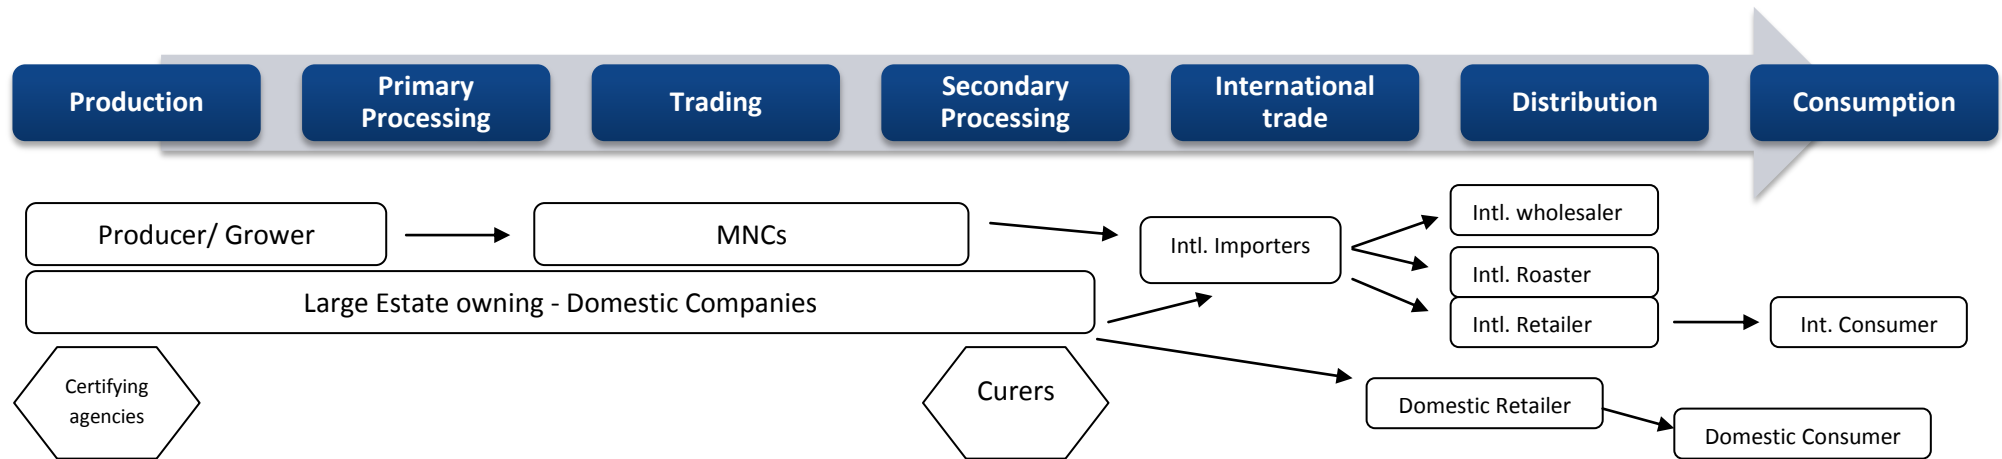 Production
Primary
Processing
Trading
Secondary
Processing
International
trade
Distribution
Consumption
Producer/ Grower
MNCs
Intl. Importers
Intl. wholesaler
Intl. Roaster
Large Estate owning - Domestic Companies
Intl. Retailer
Int. Consumer
Certifying
agencies
Curers
Domestic Retailer
Domestic Consumer